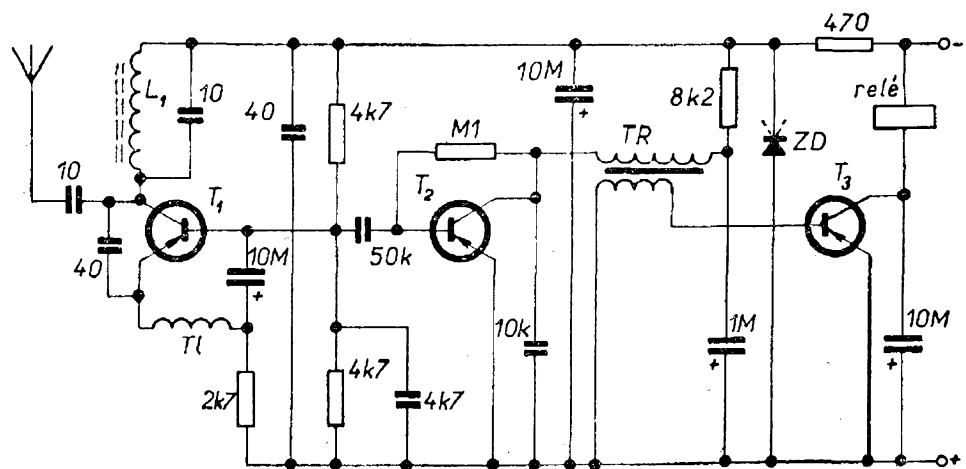 470
−
10M
+
relé
L₁
10
40
4k7
8k2
M1
TR
ZD
10
T₁
T₂
T₃
40
10M
+
50k
10k
1M
+
10M
+
Tl
2k7
4k7
4k7
+